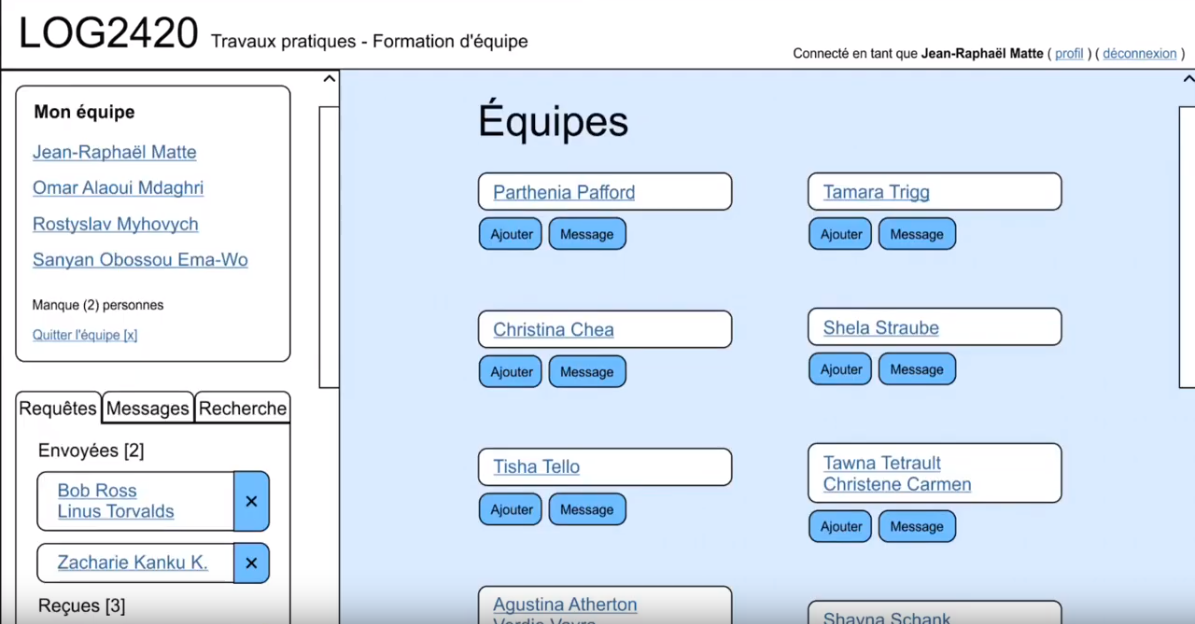 LOG2420 Travaux pratiques - Formation d'équipe
Connecté en tant que Jean-Raphaël Matte ( profil ) ( déconnexion )
Mon équipe
Jean-Raphaël Matte
Omar Alaoui Mdaghri
Rostyslav Myhovych
Sanyan Obossou Ema-Wo
Manque (2) personnes
Quitter l'équipe [x]
Requêtes Messages Recherche
Envoyées [2]
Bob Ross
Linus Torvalds
×
Zacharie Kanku K.
×
Reçues [3]
Équipes
Parthenia Pafford
Ajouter Message
Tamara Trigg
Ajouter Message
Christina Chea
Ajouter Message
Shela Straube
Ajouter Message
Tisha Tello
Ajouter Message
Tawna Tetrault
Christene Carmen
Ajouter Message
Agustina Atherton
Shayna Schank